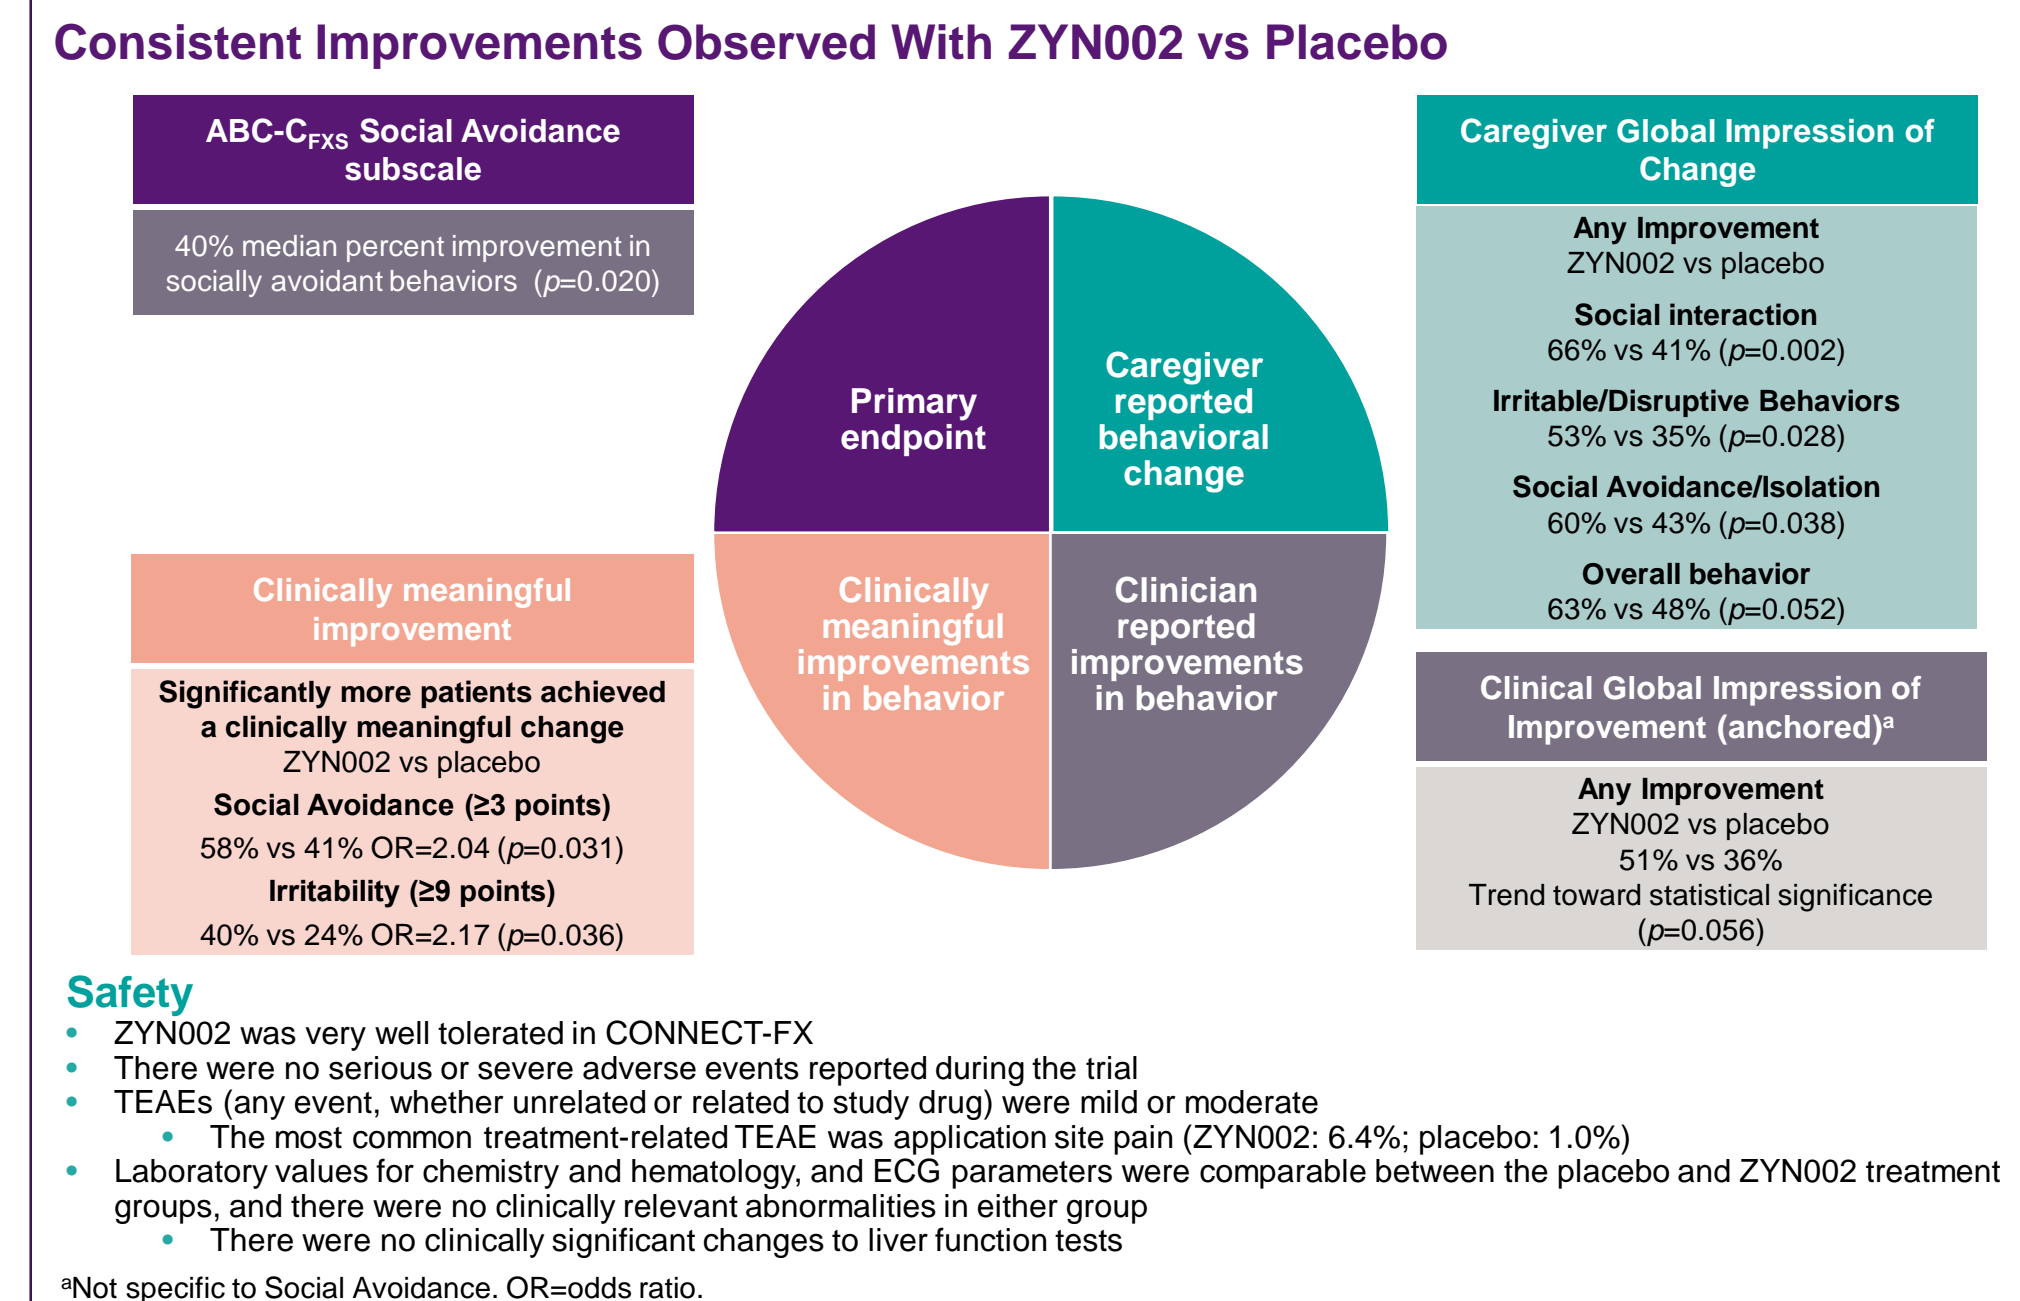 Consistent Improvements Observed With ZYN002 vs Placebo
ABC-C_FXS Social Avoidance
subscale
40% median percent improvement in
socially avoidant behaviors (p=0.020)
Primary
endpoint
Caregiver
reported
behavioral
change
Caregiver Global Impression of
Change
Any Improvement
ZYN002 vs placebo
Social interaction
66% vs 41% (p=0.002)
Irritable/Disruptive Behaviors
53% vs 35% (p=0.028)
Social Avoidance/Isolation
60% vs 43% (p=0.038)
Overall behavior
63% vs 48% (p=0.052)
Clinically meaningful
improvement
Significantly more patients achieved
a clinically meaningful change
ZYN002 vs placebo
Social Avoidance (≥3 points)
58% vs 41% OR=2.04 (p=0.031)
Irritability (≥9 points)
40% vs 24% OR=2.17 (p=0.036)
Clinically
meaningful
improvements
in behavior
Clinician
reported
improvements
in behavior
Clinical Global Impression of
Improvement (anchored)ᵃ
Any Improvement
ZYN002 vs placebo
51% vs 36%
Trend toward statistical significance
(p=0.056)
Safety
• ZYN002 was very well tolerated in CONNECT-FX
• There were no serious or severe adverse events reported during the trial
• TEAEs (any event, whether unrelated or related to study drug) were mild or moderate
• The most common treatment-related TEAE was application site pain (ZYN002: 6.4%; placebo: 1.0%)
• Laboratory values for chemistry and hematology, and ECG parameters were comparable between the placebo and ZYN002 treatment
groups, and there were no clinically relevant abnormalities in either group
• There were no clinically significant changes to liver function tests
ᵃNot specific to Social Avoidance. OR=odds ratio.